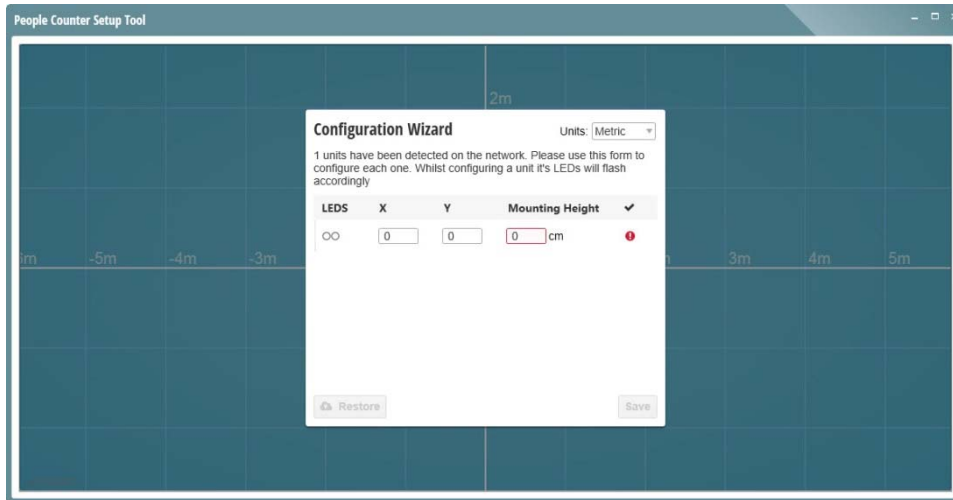 People Counter Setup Tool
2m
Configuration Wizard
Units: Metric
1 units have been detected on the network. Please use this form to
configure each one. Whilst configuring a unit it's LEDs will flash
accordingly
LEDS X Y Mounting Height
0 0 0 cm
-5m -4m -3m 3m 4m 5m
Restore Save